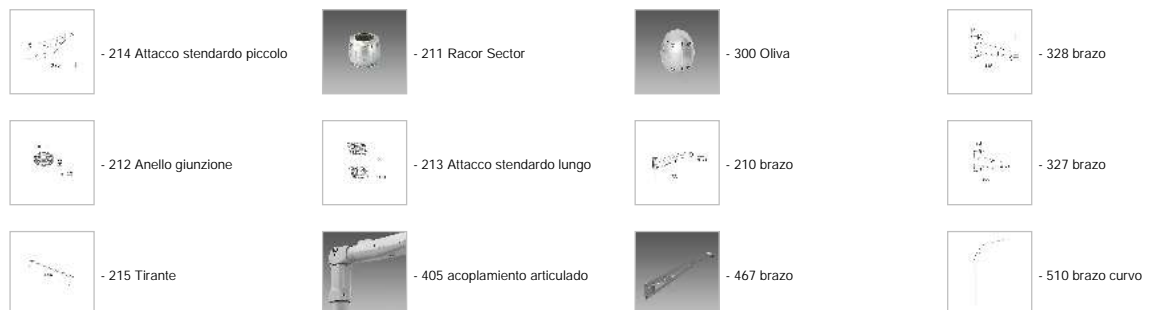 - 214 Attacco stendardo piccolo
- 211 Racor Sector
- 300 Oliva
- 328 brazo
- 212 Anello giunzione
- 213 Attacco stendardo lungo
- 210 brazo
- 327 brazo
- 215 Tirante
- 405 acoplamiento articulado
- 467 brazo
- 510 brazo curvo